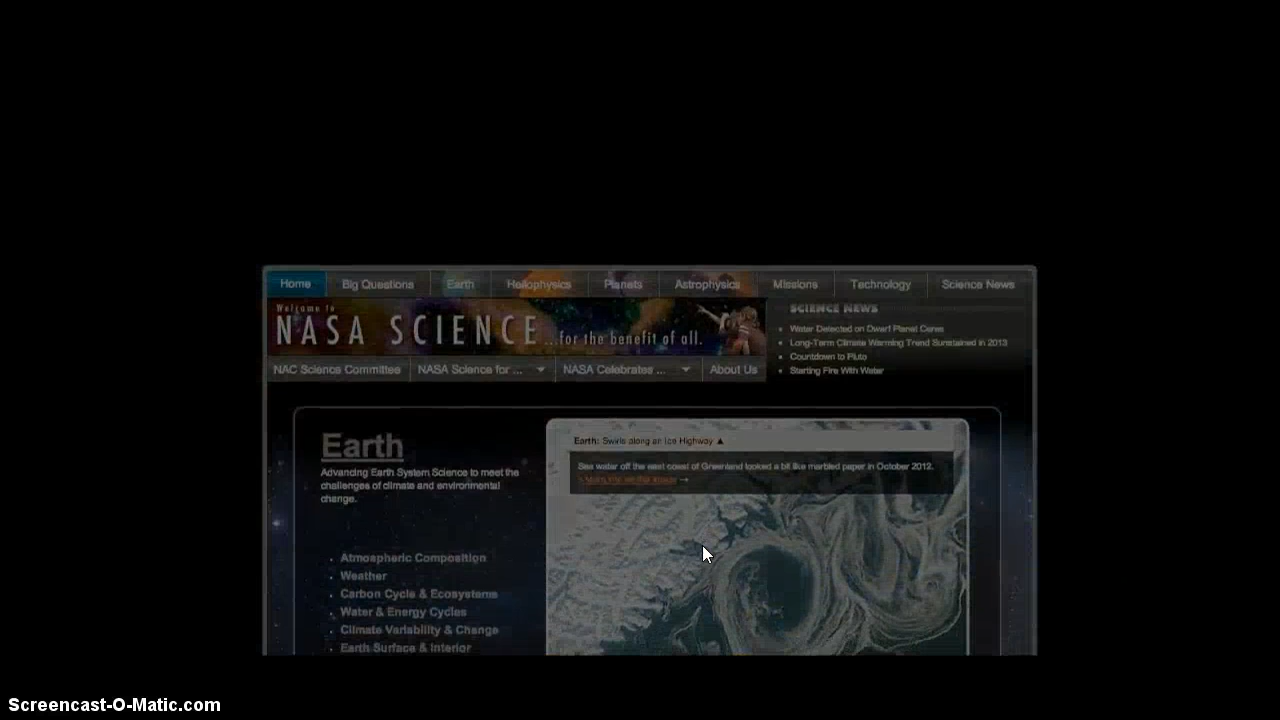 Home Big Questions Earth Heliophysics Planets Astrophysics Missions Technology Science News
Welcome to
NASA SCIENCE ...for the benefit of all.
SCIENCE NEWS
Water Detected on Dwarf Planet Ceres
Long-Term Climate Warming Trend Sustained in 2013
Countdown to Pluto
Starting Fire With Water
NAC Science Committee NASA Science for ... NASA Celebrates ... About Us
Earth
Advancing Earth System Science to meet the
challenges of climate and environmental
change.
Atmospheric Composition
Weather
Carbon Cycle & Ecosystems
Water & Energy Cycles
Climate Variability & Change
Earth Surface & Interior
Earth: Swirls along an Ice Highway ▲
Sea water off the east coast of Greenland looked a bit like marbled paper in October 2012.
Screencast-O-Matic.com